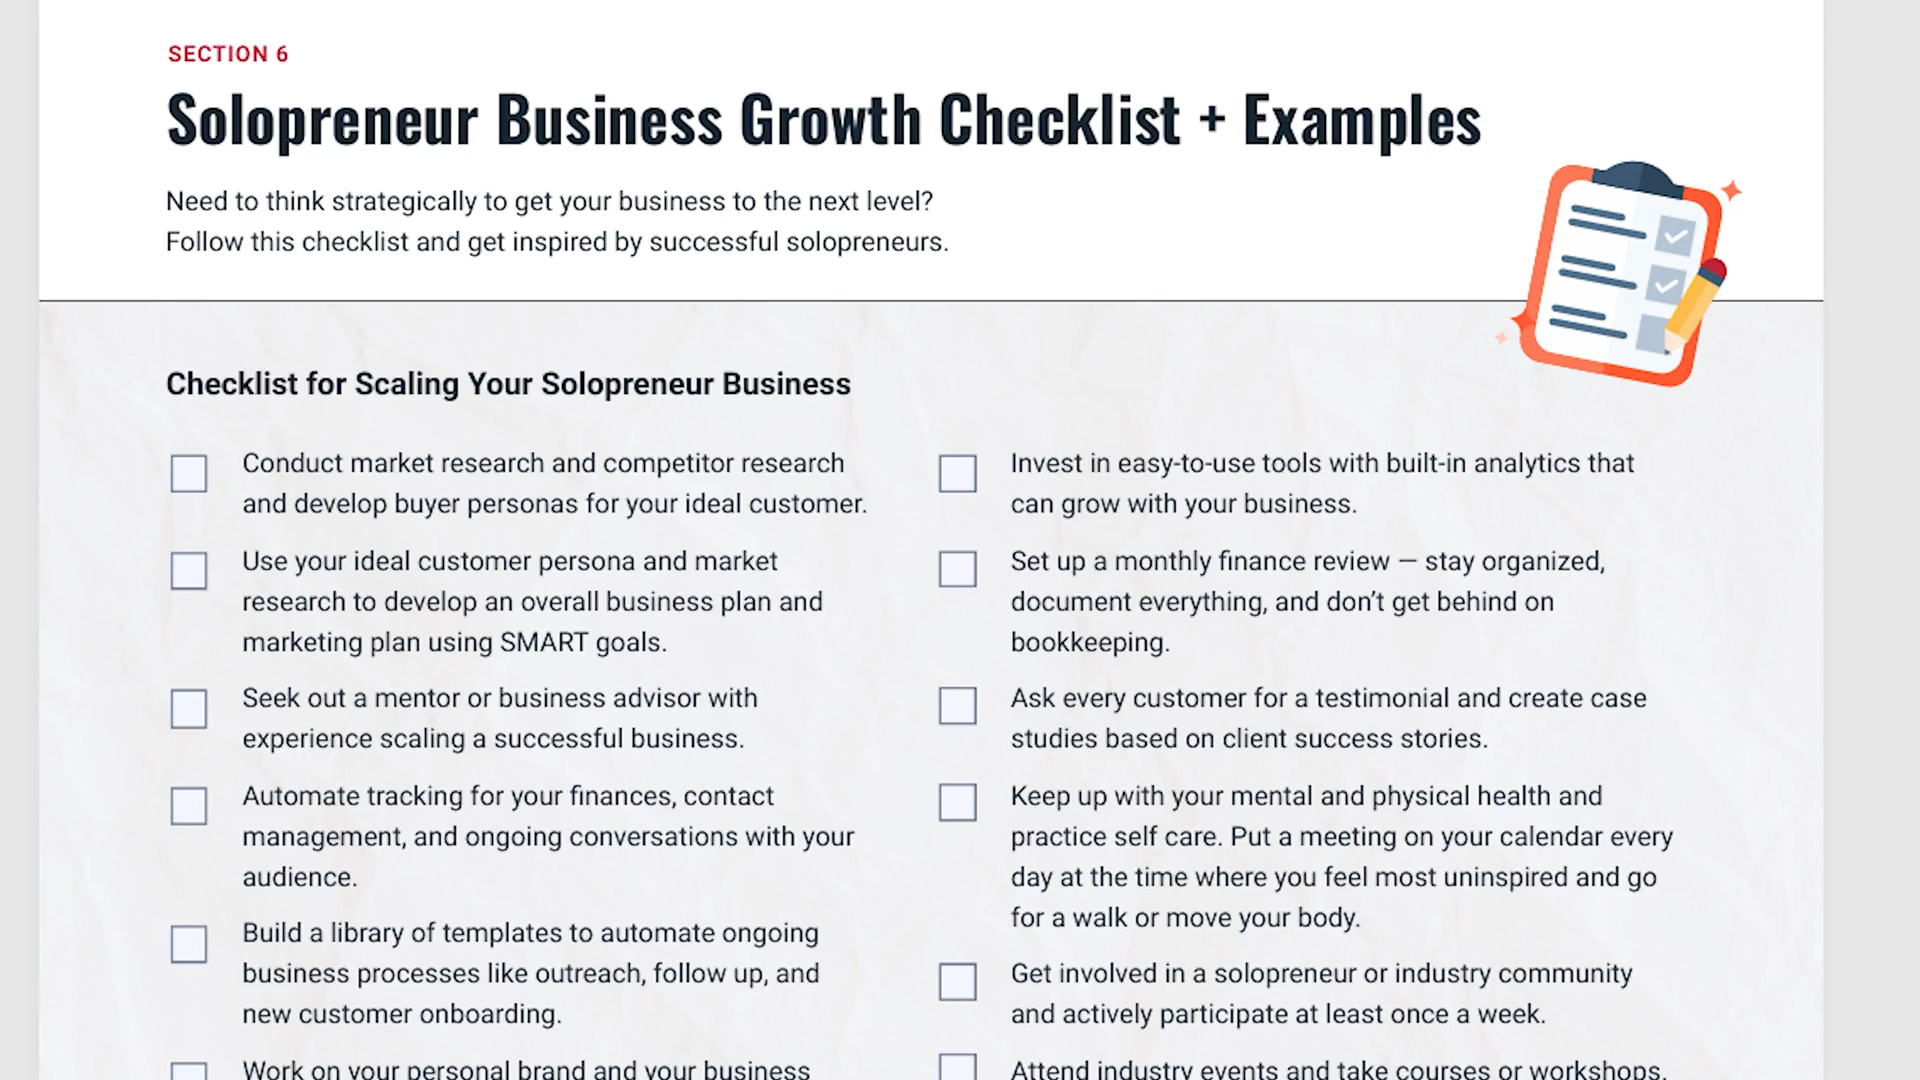 SECTION 6
Solopreneur Business Growth Checklist + Examples
Need to think strategically to get your business to the next level?
Follow this checklist and get inspired by successful solopreneurs.
Checklist for Scaling Your Solopreneur Business
Conduct market research and competitor research
and develop buyer personas for your ideal customer.
Use your ideal customer persona and market
research to develop an overall business plan and
marketing plan using SMART goals.
Seek out a mentor or business advisor with
experience scaling a successful business.
Automate tracking for your finances, contact
management, and ongoing conversations with your
audience.
Build a library of templates to automate ongoing
business processes like outreach, follow up, and
new customer onboarding.
Work on your personal brand and your business
Invest in easy-to-use tools with built-in analytics that
can grow with your business.
Set up a monthly finance review — stay organized,
document everything, and don’t get behind on
bookkeeping.
Ask every customer for a testimonial and create case
studies based on client success stories.
Keep up with your mental and physical health and
practice self care. Put a meeting on your calendar every
day at the time where you feel most uninspired and go
for a walk or move your body.
Get involved in a solopreneur or industry community
and actively participate at least once a week.
Attend industry events and take courses or workshops.